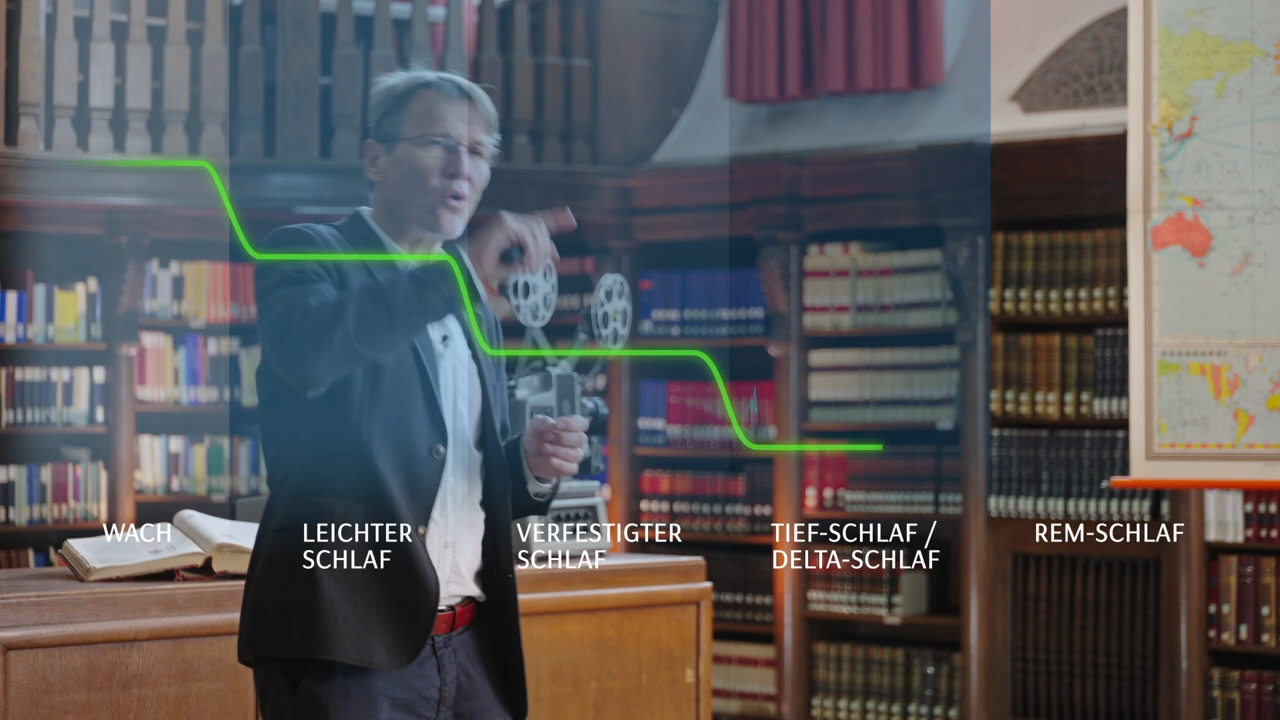 WACH
LEICHTER
SCHLAF
VERFESTIGTER
SCHLAF
TIEF-SCHLAF /
DELTA-SCHLAF
REM-SCHLAF